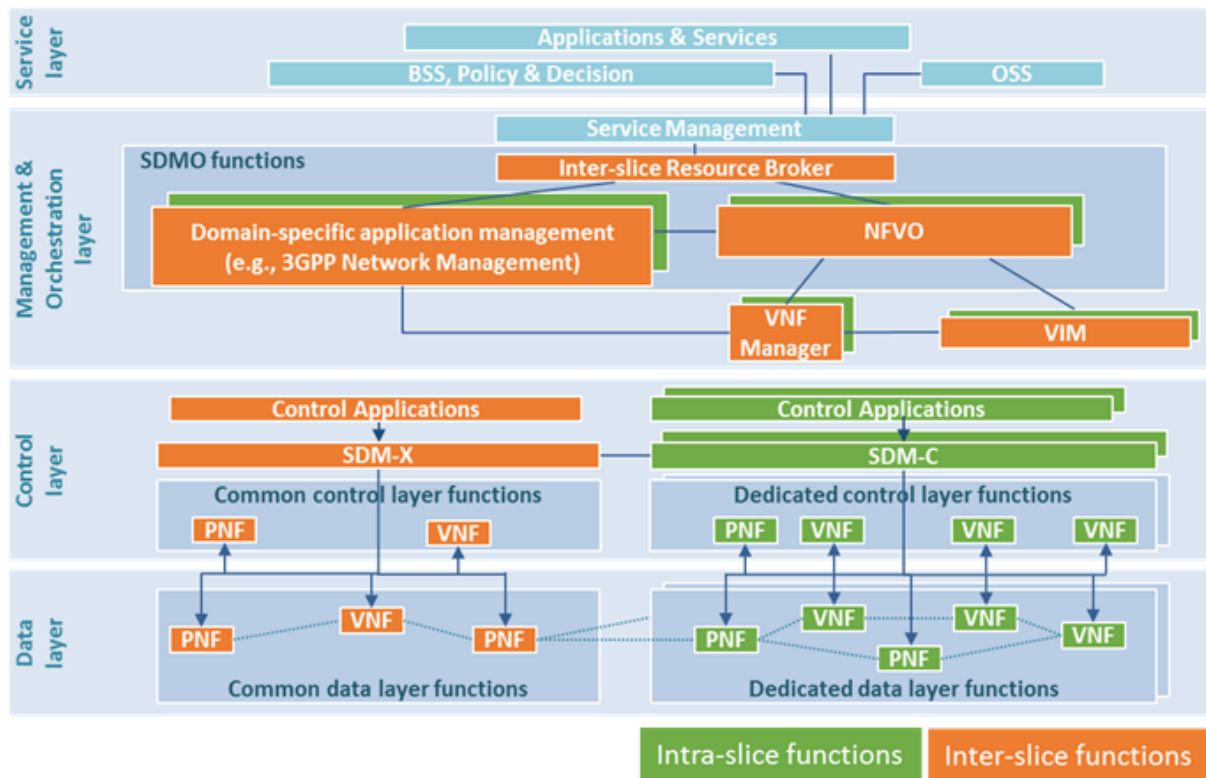 Service
layer
Applications & Services
BSS, Policy & Decision
OSS
Management &
Orchestration
layer
Service Management
SDMO functions
Inter-slice Resource Broker
Domain-specific application management
(e.g., 3GPP Network Management)
NFVO
VNF
Manager
VIM
Control
layer
Control Applications
Control Applications
SDM-X
SDM-C
Common control layer functions
Dedicated control layer functions
PNF
VNF
PNF
VNF
VNF
VNF
Data
layer
PNF
VNF
PNF
PNF
VNF
PNF
VNF
VNF
Common data layer functions
Dedicated data layer functions
Intra-slice functions
Inter-slice functions